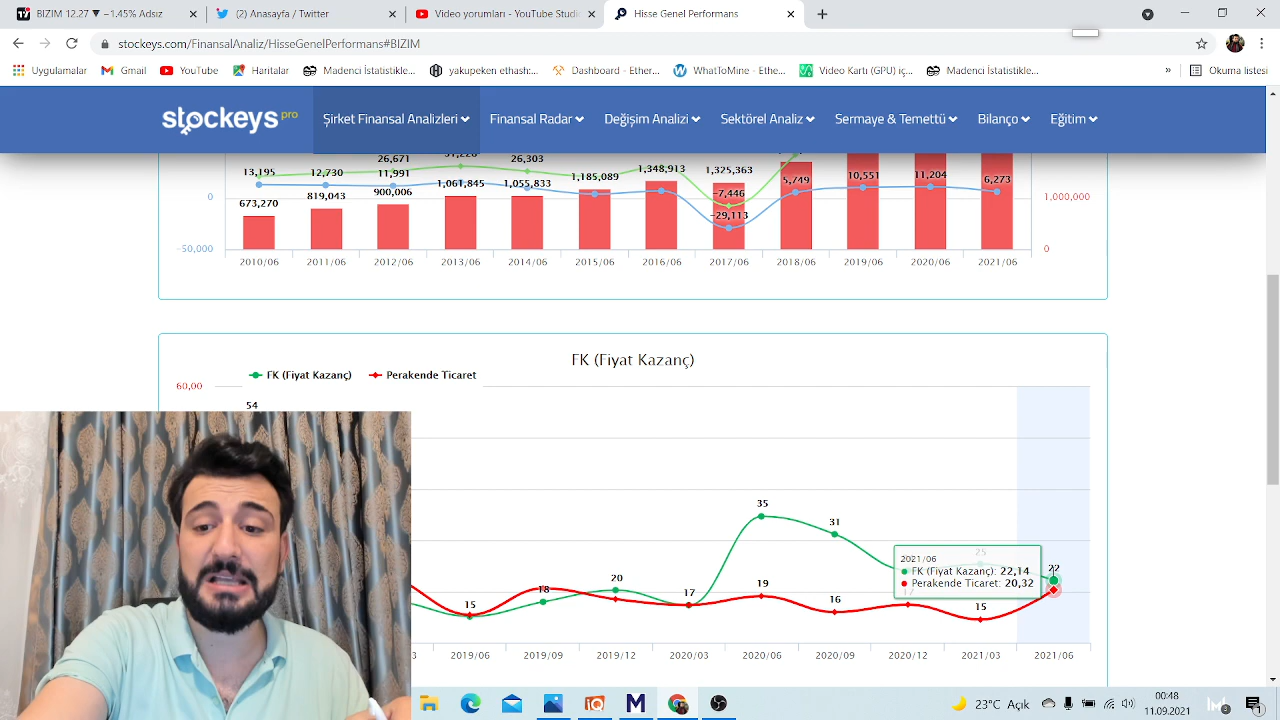 BIZIM 12.27 −1.45% Artdan
(2) Twitter
YouTube - YouTube Stud
Hisse Performans
stockeys.com/FinansalAnaliz/HisseGenelPerformans#BIZIM
Uygulamalar
Gmail
YouTube
Haritalar
Madenci İstatistikle...
yakupeken ethash:...
Dashboard - Ether...
WhatToMine - Ethe...
Video Kartı (GPU) iç...
Madenci İstatistikle...
»
Okuma listesi
stockeys pro
Şirket Finansal Analizleri
Finansal Radar
Değişim Analizi
Sektörel Analiz
Sermaye & Temettü
Bilanço
Eğitim
26,671
26,303
13,195
12,730
11,991
1,061,845
1,055,833
1,185,089
1,348,913
1,325,363
-7,446
5,749
10,551
11,204
6,273
0
673,270
819,043
900,006
−29,113
1,000,000
−50,000
0
2010/06
2011/06
2012/06
2013/06
2014/06
2015/06
2016/06
2017/06
2018/06
2019/06
2020/06
2021/06
FK (Fiyat Kazanç)
FK (Fiyat Kazanç)
Perakende Ticaret
60,00
54
35
31
25
2021/06
FK (Fiyat Kazanç): 22,14
Perakende Ticaret: 20,32
22
15
18
20
17
19
16
17
15
3
2019/06
2019/09
2019/12
2020/03
2020/06
2020/09
2020/12
2021/03
2021/06
23°C Açık
00:48
11.09.2021